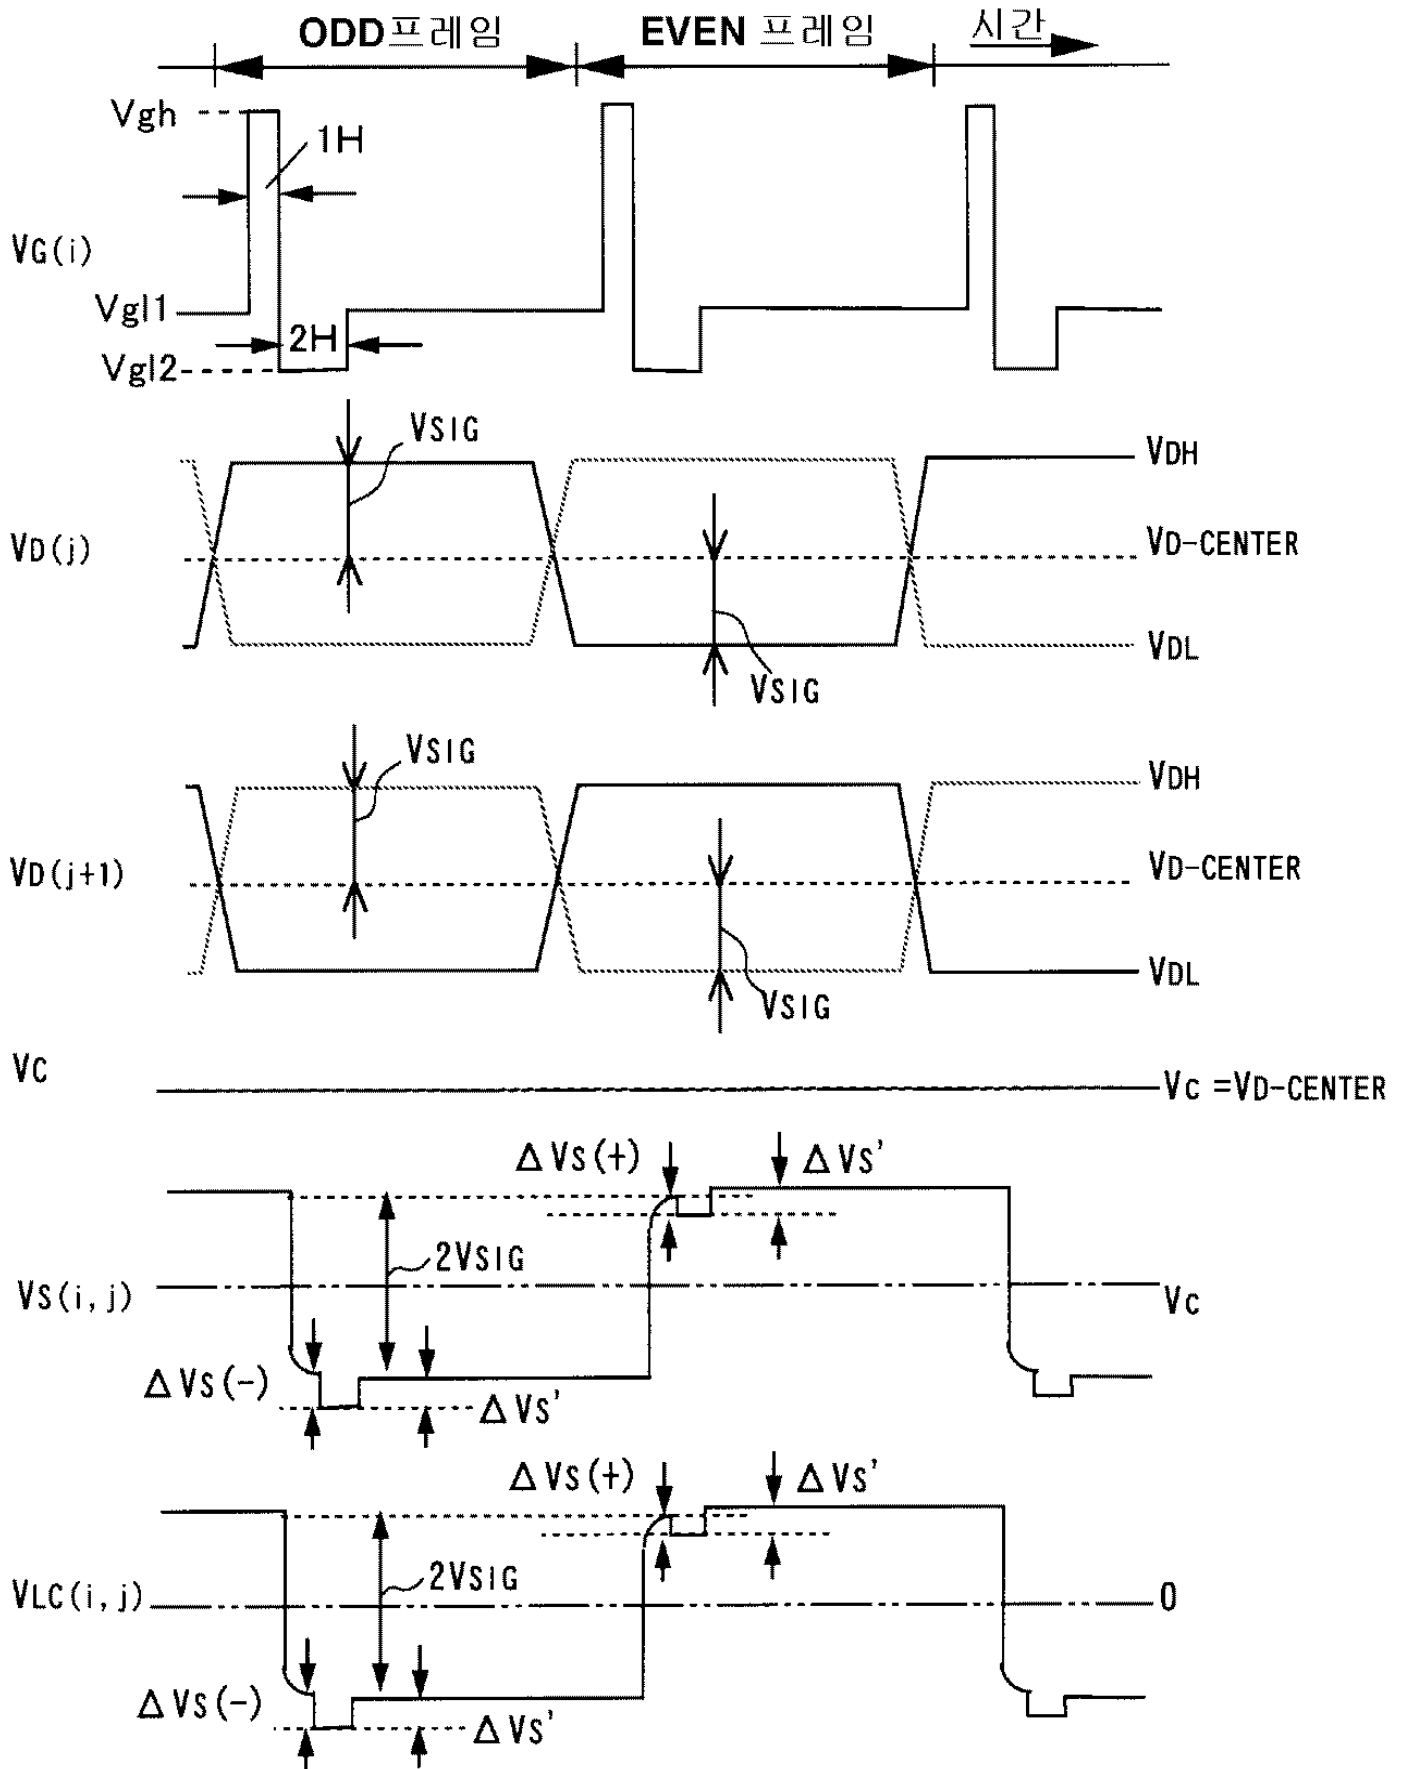 ODD프레임 EVEN 프레임 시간
Vgh
1H
VG(i)
Vgl1
2H
Vgl2
VSIG
VDH
VD(j)
VD-CENTER
VDL
VSIG
VSIG
VDH
VD(j+1)
VD-CENTER
VDL
VSIG
VC
Vc =VD-CENTER
ΔVS(+) ΔVS'
2VSIG
VS(i,j)
Vc
ΔVS(-)
ΔVS'
ΔVS(+) ΔVS'
2VSIG
VLC(i,j)
0
ΔVS(-)
ΔVS'